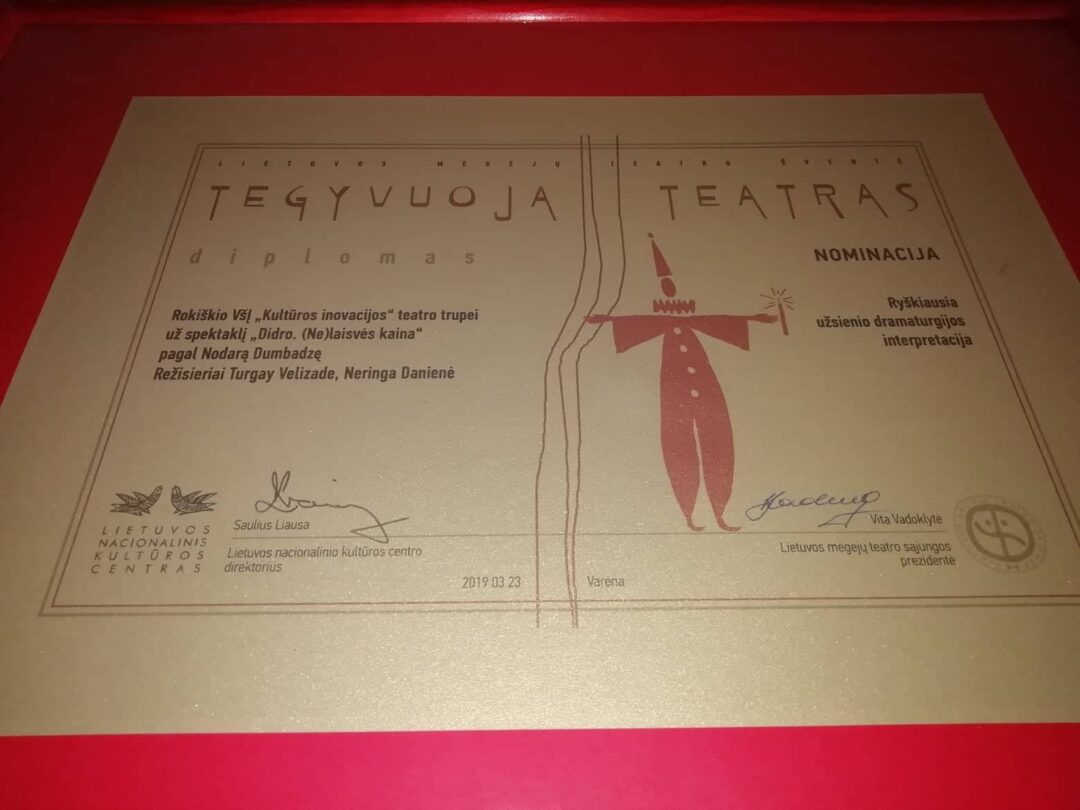 LIETUVOS MĖGĖJŲ TEATRO ŠVENTĖ
TEGYVUOJA TEATRAS
diplomas
Rokiškio VšĮ „Kultūros inovacijos“ teatro trupei
už spektaklį „Didro. (Ne)laisvės kaina“
pagal Nodarą Dumbadzę
Režisieriai Turgay Velizade, Neringa Danienė
NOMINACIJA
Ryškiausia
užsienio dramaturgijos
interpretacija
LIETUVOS
NACIONALINIS
KULTŪROS
CENTRAS
Saulius Liausa
Lietuvos nacionalinio kultūros centro
direktorius
Vita Vadoklytė
Lietuvos mėgėjų teatro sąjungos
prezidentė
2019 03 23 Varėna